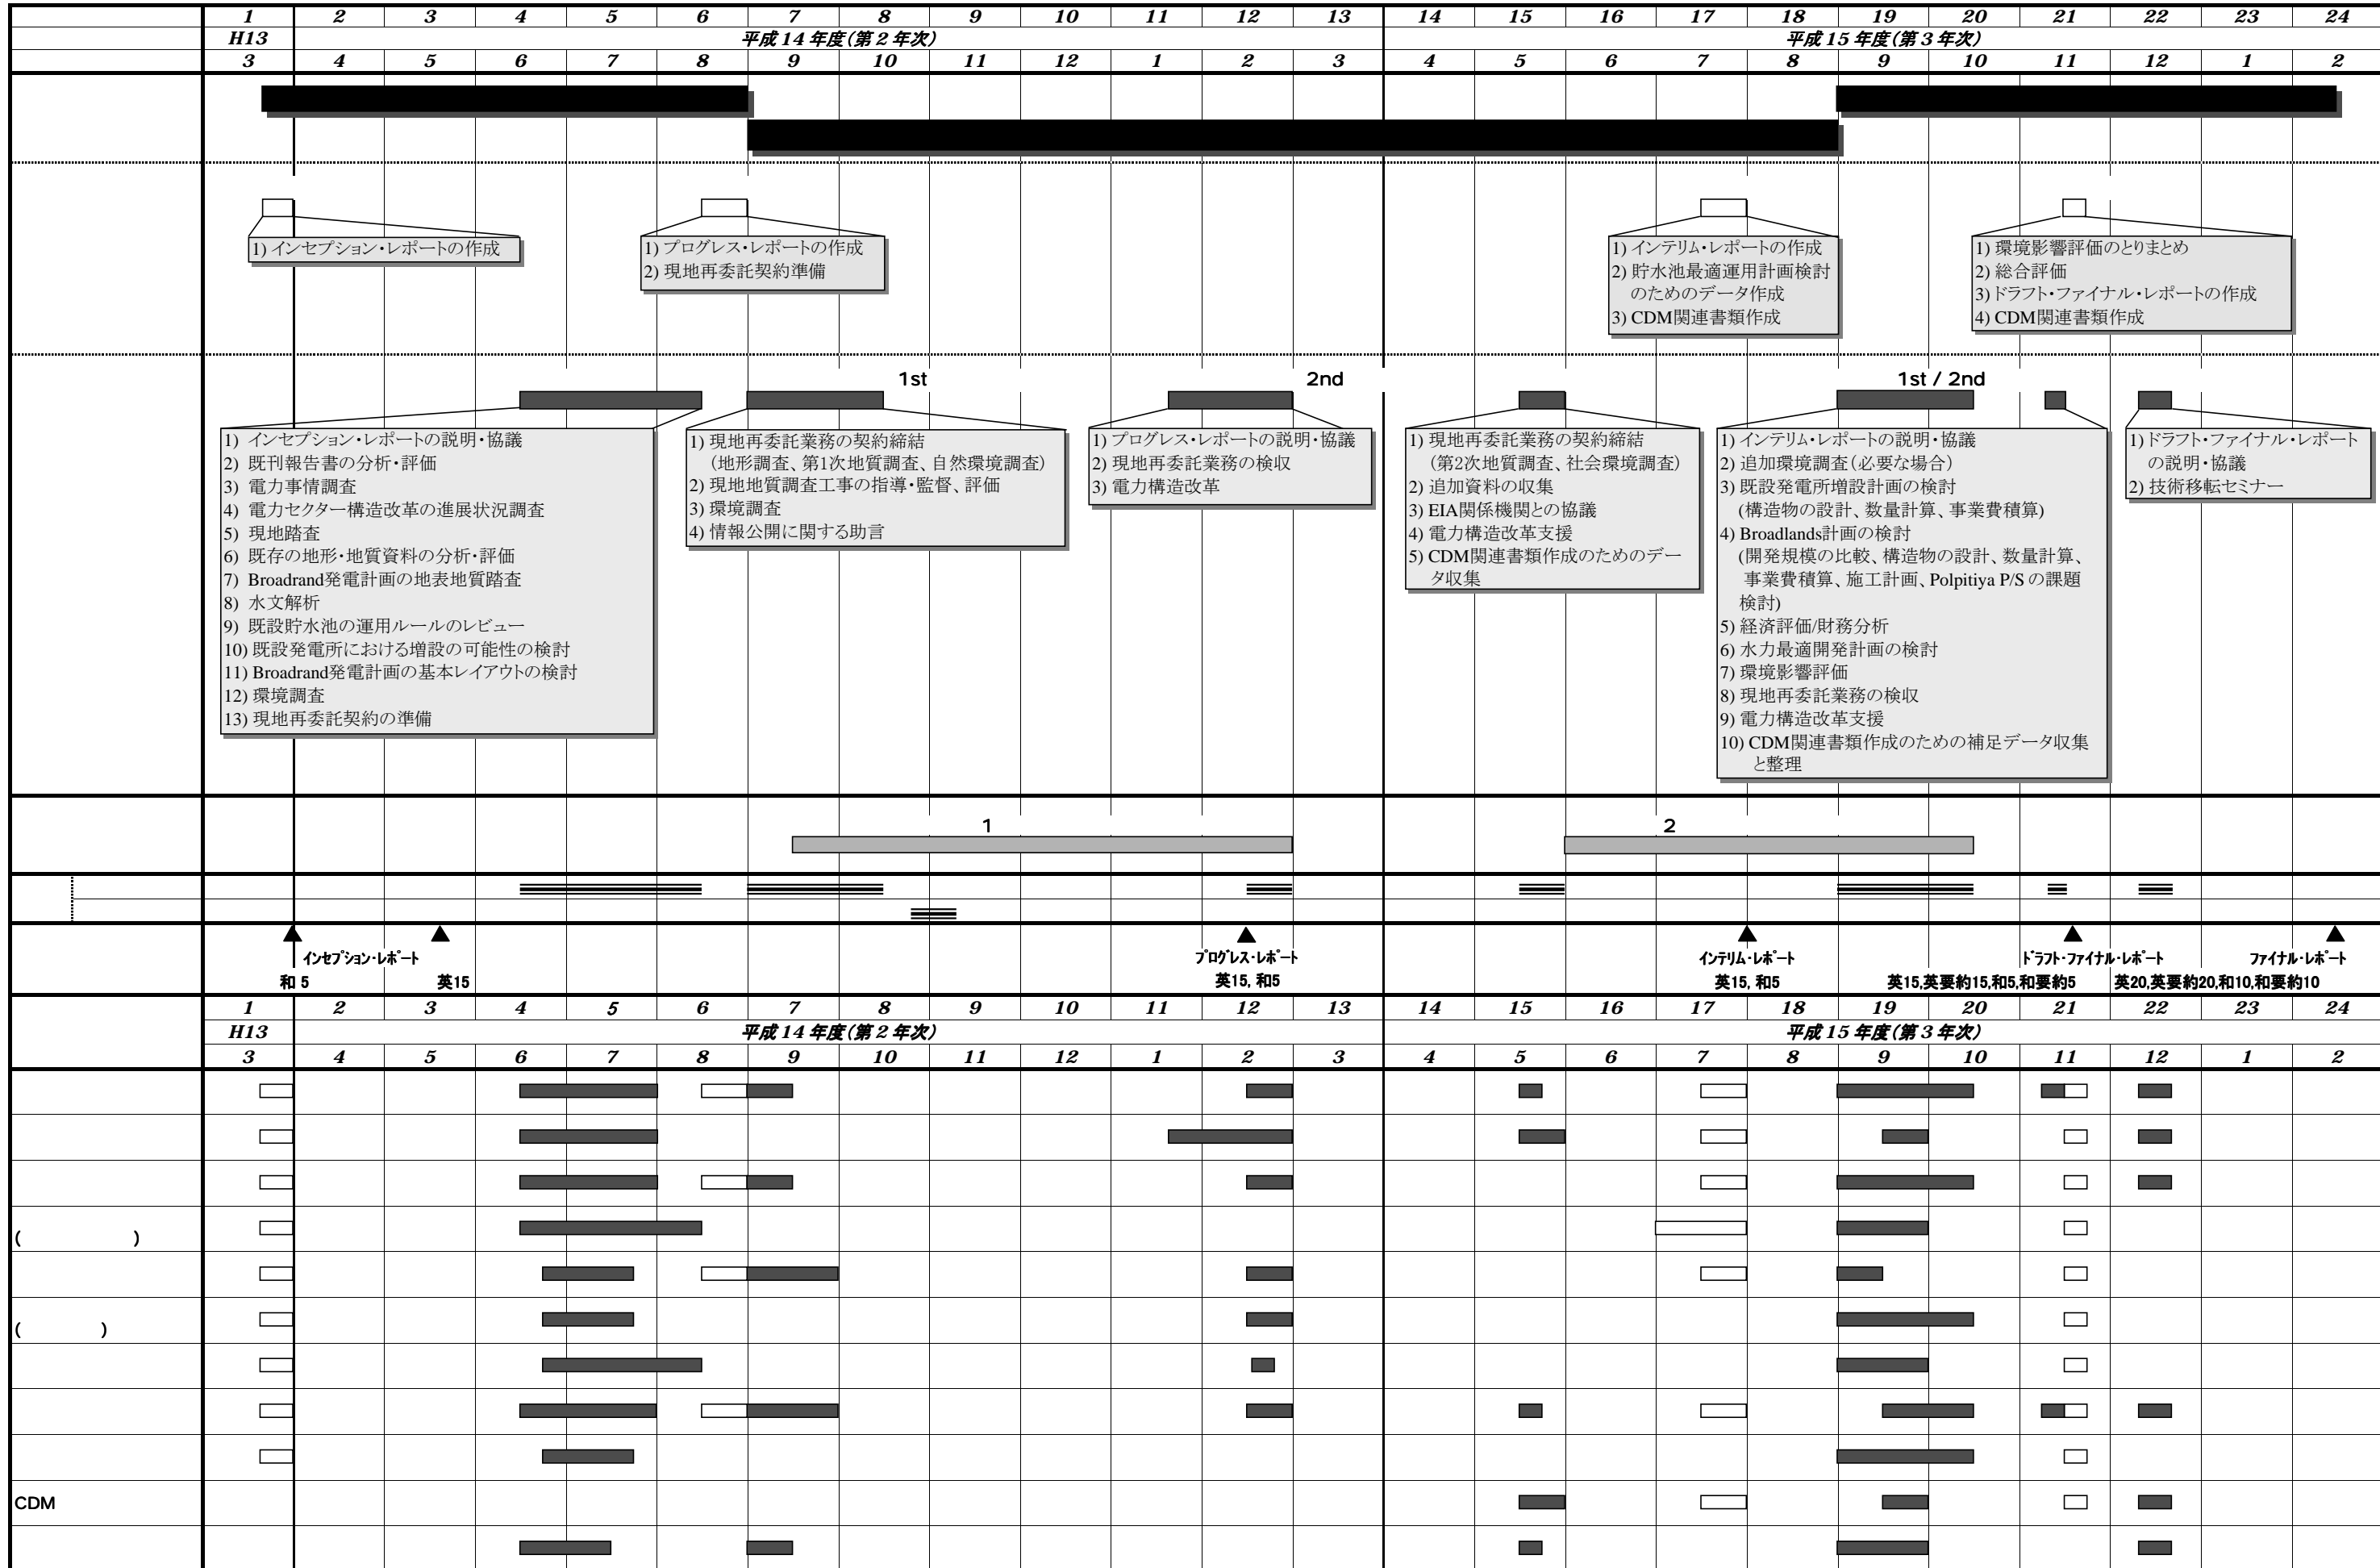 1 2 3 4 5 6 7 8 9 10 11 12 13 14 15 16 17 18 19 20 21 22 23 24
H13 平成 14 年度(第 2 年次) 平成 15 年度(第 3 年次)
3 4 5 6 7 8 9 10 11 12 1 2 3 4 5 6 7 8 9 10 11 12 1 2
1) インセプション・レポートの作成
1) プログレス・レポートの作成
2) 現地再委託契約準備
1) インテリム・レポートの作成
2) 貯水池最適運用計画検討
のためのデータ作成
3) CDM関連書類作成
1) 環境影響評価のとりまとめ
2) 総合評価
3) ドラフト・ファイナル・レポートの作成
4) CDM関連書類作成
1st 2nd 1st / 2nd
1) インセプション・レポートの説明・協議
2) 既刊報告書の分析・評価
3) 電力事情調査
4) 電力セクター構造改革の進展状況調査
5) 現地踏査
6) 既存の地形・地質資料の分析・評価
7) Broadrand発電計画の地表地質踏査
8) 水文解析
9) 既設貯水池の運用ルールのレビュー
10) 既設発電所における増設の可能性の検討
11) Broadrand発電計画の基本レイアウトの検討
12) 環境調査
13) 現地再委託契約の準備
1) 現地再委託業務の契約締結
(地形調査、第1次地質調査、自然環境調査)
2) 現地地質調査工事の指導・監督、評価
3) 環境調査
4) 情報公開に関する助言
1) プログレス・レポートの説明・協議
2) 現地再委託業務の検収
3) 電力構造改革
1) 現地再委託業務の契約締結
(第2次地質調査、社会環境調査)
2) 追加資料の収集
3) EIA関係機関との協議
4) 電力構造改革支援
5) CDM関連書類作成のためのデー
タ収集
1) インテリム・レポートの説明・協議
2) 追加環境調査(必要な場合)
3) 既設発電所増設計画の検討
(構造物の設計、数量計算、事業費積算)
4) Broadlands計画の検討
(開発規模の比較、構造物の設計、数量計算、
事業費積算、施工計画、Polpitiya P/S の課題
検討)
5) 経済評価/財務分析
6) 水力最適開発計画の検討
7) 環境影響評価
8) 現地再委託業務の検収
9) 電力構造改革支援
10) CDM関連書類作成のための補足データ収集
と整理
1) ドラフト・ファイナル・レポート
の説明・協議
2) 技術移転セミナー
1 2
インセプション・レポート プログレス・レポート インテリム・レポート ドラフト・ファイナル・レポート ファイナル・レポート
和 5 英15 英15, 和5 英15, 和5 英15,英要約15,和5,和要約5 英20,英要約20,和10,和要約10
1 2 3 4 5 6 7 8 9 10 11 12 13 14 15 16 17 18 19 20 21 22 23 24
H13 平成 14 年度(第 2 年次) 平成 15 年度(第 3 年次)
3 4 5 6 7 8 9 10 11 12 1 2 3 4 5 6 7 8 9 10 11 12 1 2
( )
( )
CDM